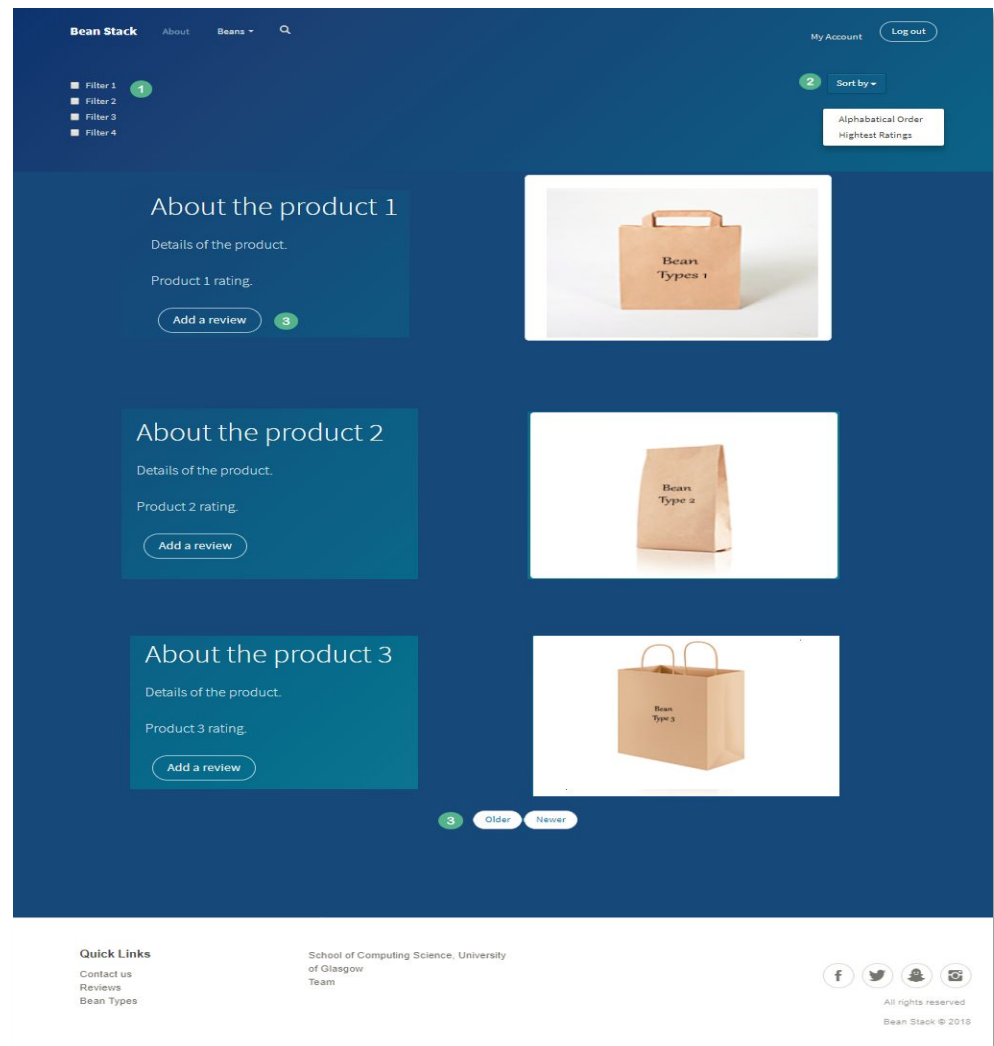 Bean Stack About Beans
My Account Log out
Filter 1
1
Filter 2
Filter 3
Filter 4
2 Sort by
Alphabatical Order
Hightest Ratings
About the product 1
Details of the product.
Product 1 rating.
Add a review 3
Bean
Types 1
About the product 2
Details of the product.
Product 2 rating.
Add a review
Bean
Type 2
About the product 3
Details of the product.
Product 3 rating.
Add a review
Bean
Type 3
3 Older Newer
Quick Links
Contact us
Reviews
Bean Types
School of Computing Science, University
of Glasgow
Team
All rights reserved
Bean Stack © 2018